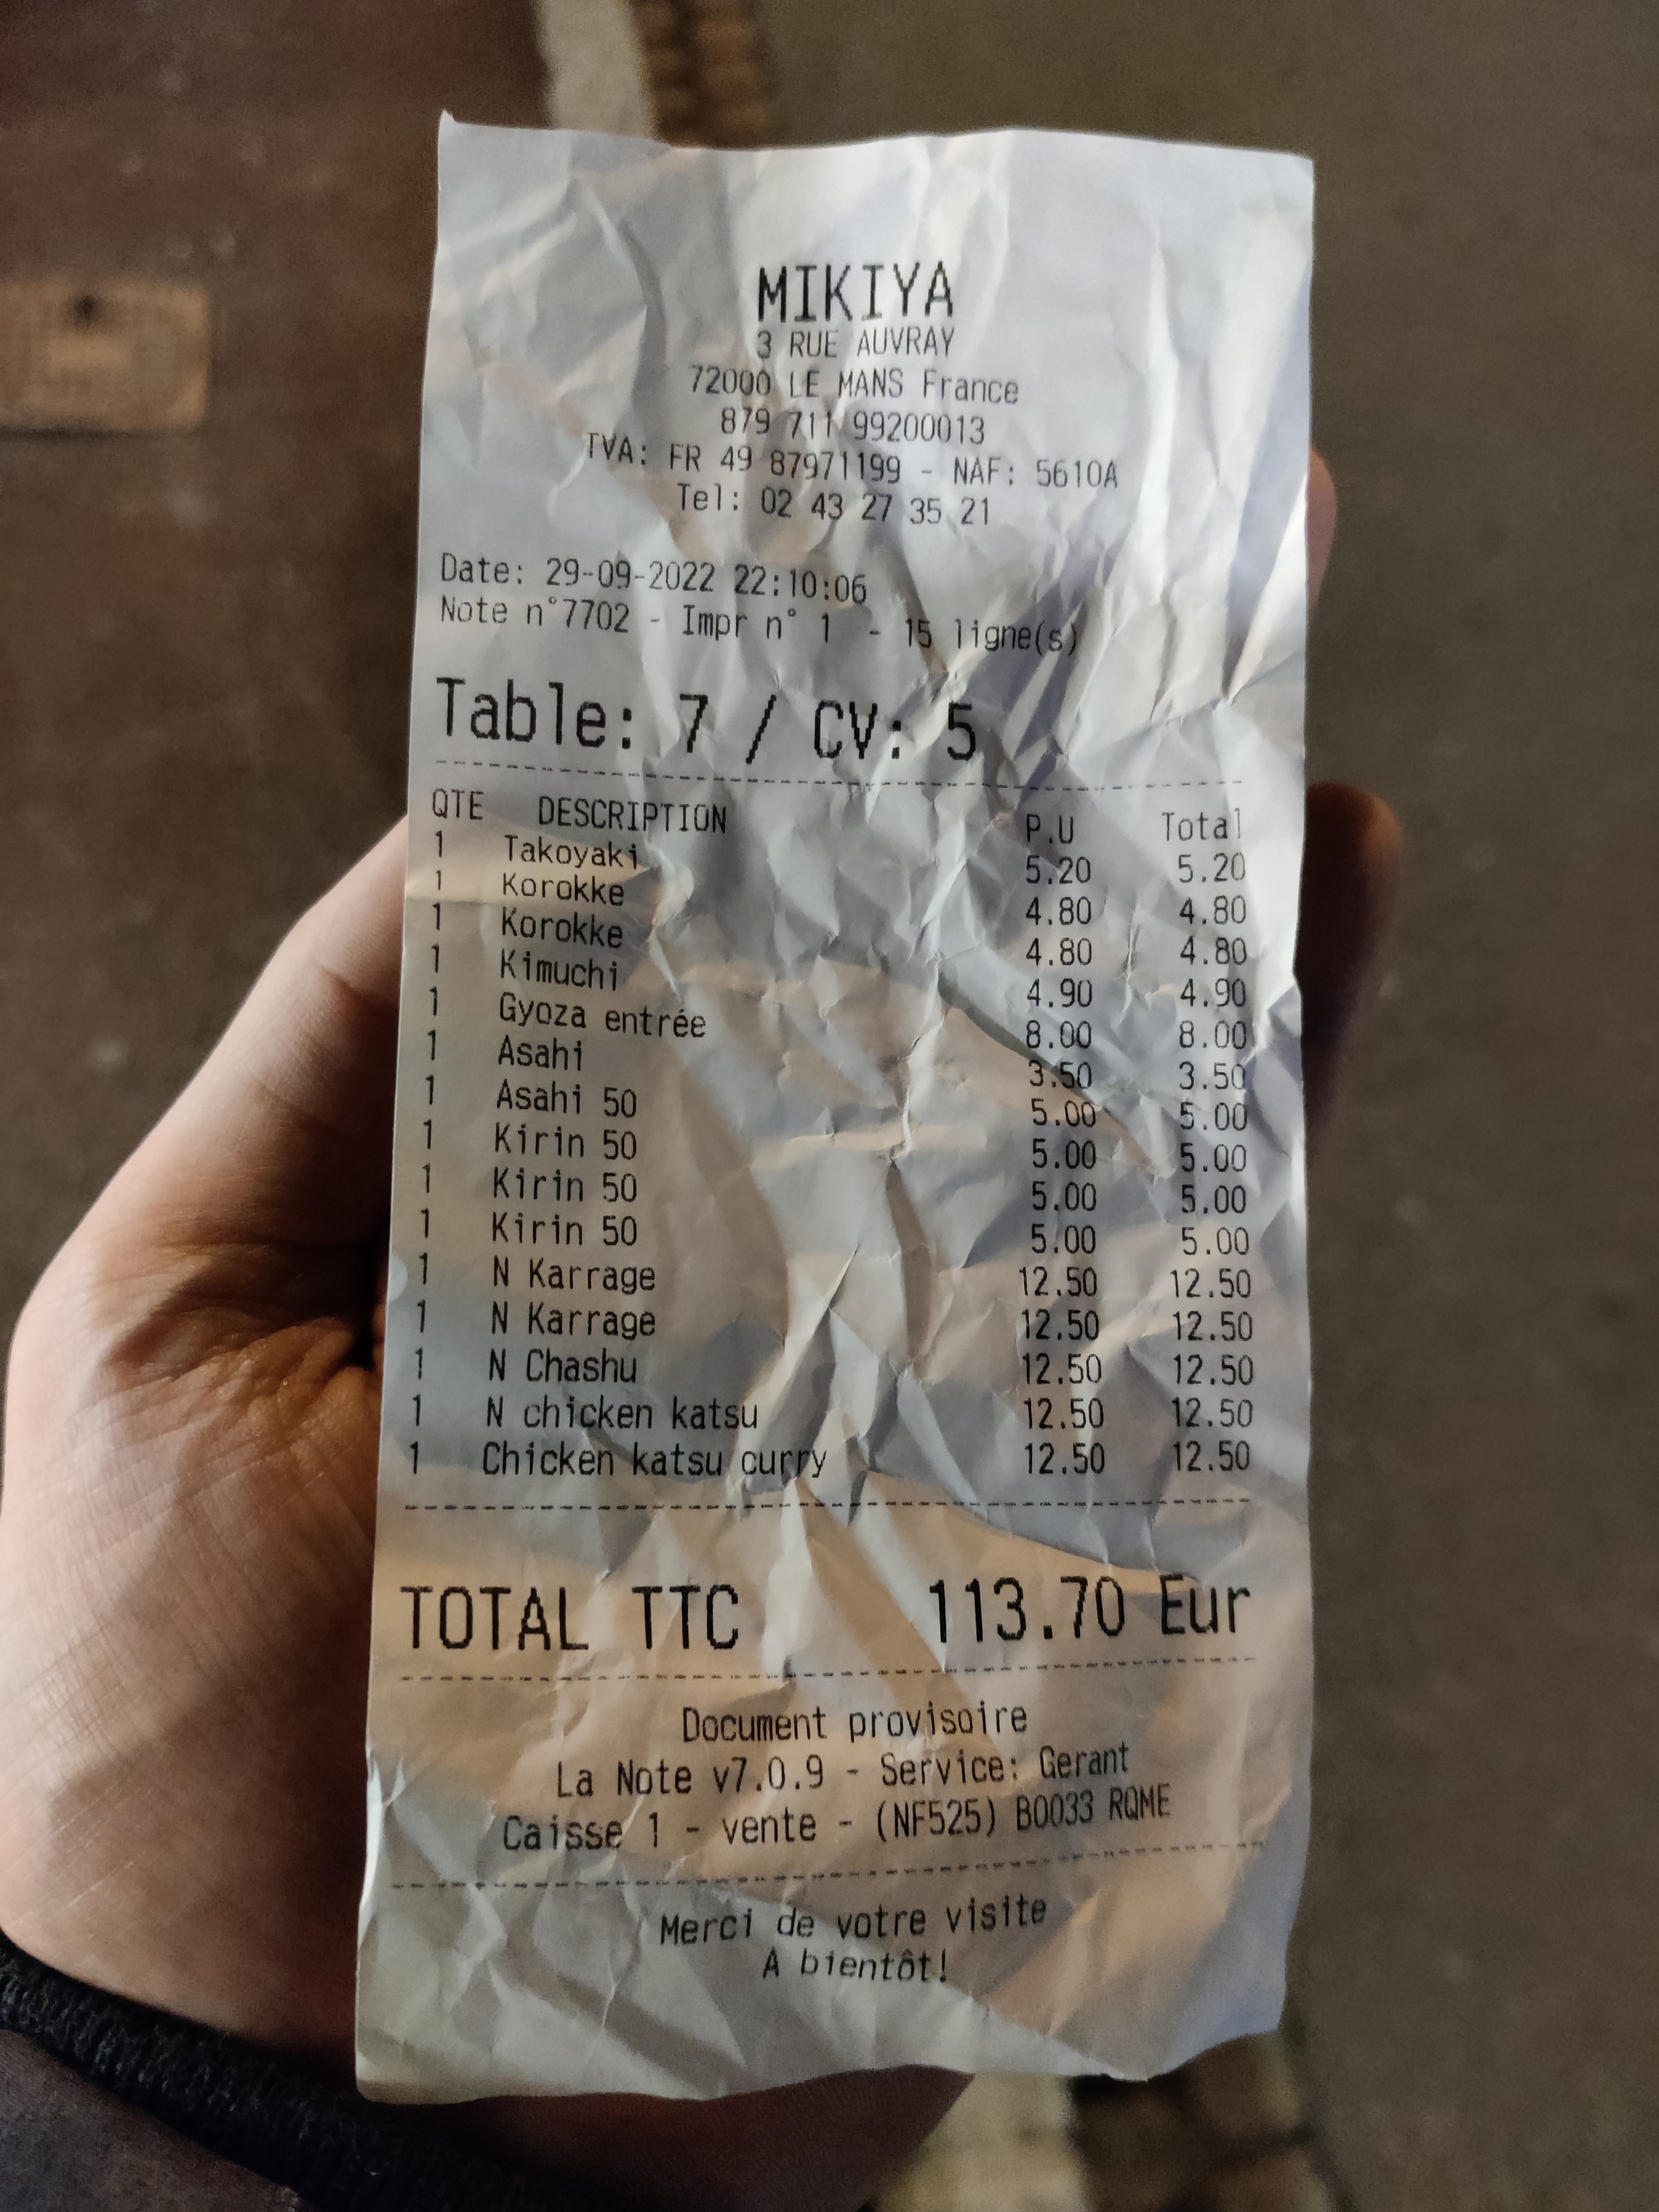 MIKIYA
3 RUE AUVRAY
72000 LE MANS France
879 711 99200013
TVA: FR 49 87971199 - NAF: 5610A
Tel: 02 43 27 35 21
Date: 29-09-2022 22:10:06
Note n°7702 - Impr n° 1 - 15 ligne(s)
Table: 7 / CV: 5
QTE DESCRIPTION P.U Total
1 Takoyaki 5.20 5.20
1 Korokke 4.80 4.80
1 Korokke 4.80 4.80
1 Kimuchi 4.90 4.90
1 Gyoza entrée 8.00 8.00
1 Asahi 3.50 3.50
1 Asahi 50 5.00 5.00
1 Kirin 50 5.00 5.00
1 Kirin 50 5.00 5.00
1 Kirin 50 5.00 5.00
1 N Karrage 12.50 12.50
1 N Karrage 12.50 12.50
1 N Chashu 12.50 12.50
1 N chicken katsu 12.50 12.50
1 Chicken katsu curry 12.50 12.50
TOTAL TTC 113.70 Eur
Document provisoire
La Note v7.0.9 - Service: Gerant
Caisse 1 - vente - (NF525) B0033 RQME
Merci de votre visite
A bientôt!